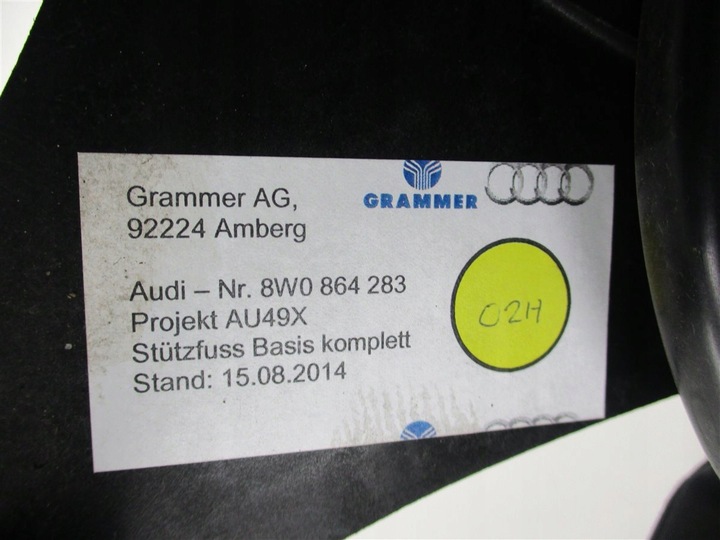 Grammer AG,
92224 Amberg
GRAMMER
Audi – Nr. 8W0 864 283
Projekt AU49X
Stützfuss Basis komplett
Stand: 15.08.2014
02H